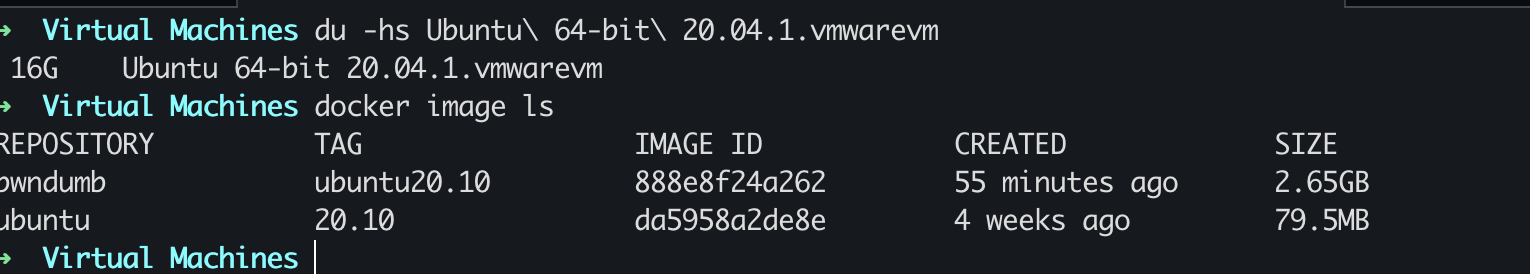 ➜ Virtual Machines du -hs Ubuntu\ 64-bit\ 20.04.1.vmwarevm
16G Ubuntu 64-bit 20.04.1.vmwarevm
➜ Virtual Machines docker image ls
REPOSITORY TAG IMAGE ID CREATED SIZE
pwndumb ubuntu20.10 888e8f24a262 55 minutes ago 2.65GB
ubuntu 20.10 da5958a2de8e 4 weeks ago 79.5MB
➜ Virtual Machines